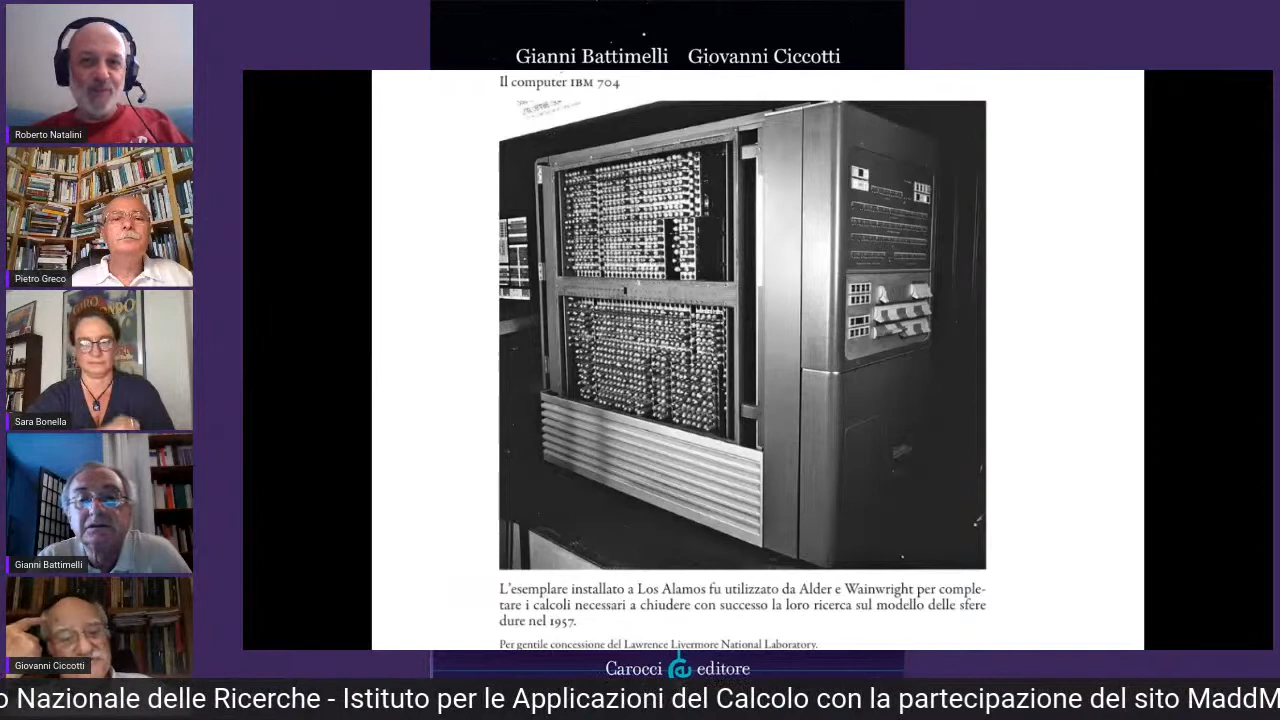 Gianni Battimelli Giovanni Ciccotti
Il computer IBM 704
Roberto Natalini
Pietro Greco
GIRO
Sara Bonella
Gianni Battimelli
Giovanni Ciccotti
L'esemplare installato a Los Alamos fu utilizzato da Alder e Wainwright per comple-
tare i calcoli necessari a chiudere con successo la loro ricerca sul modello delle sfere
dure nel 1957.
Per gentile concessione del Lawrence Livermore National Laboratory.
Carocci editore
o Nazionale delle Ricerche - Istituto per le Applicazioni del Calcolo con la partecipazione del sito MaddM